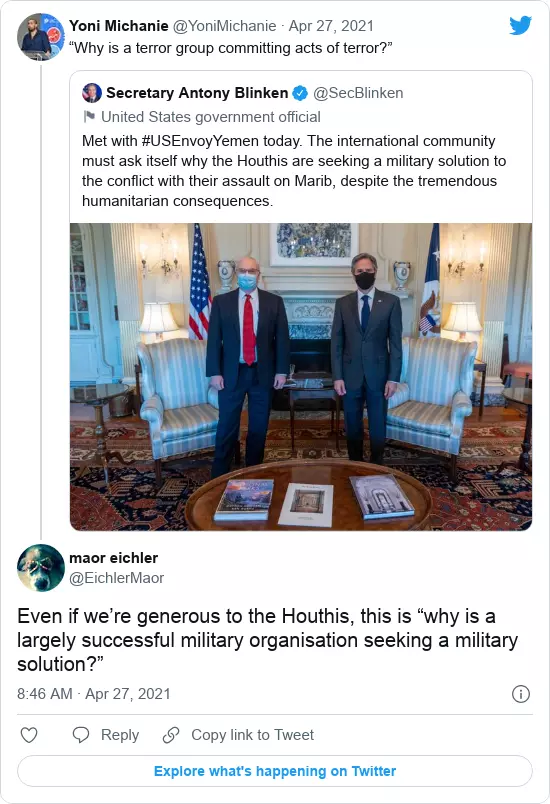 Yoni Michanie @YoniMichanie · Apr 27, 2021
“Why is a terror group committing acts of terror?”
Secretary Antony Blinken @SecBlinken
United States government official
Met with #USEnvoyYemen today. The international community
must ask itself why the Houthis are seeking a military solution to
the conflict with their assault on Marib, despite the tremendous
humanitarian consequences.
maor eichler
@EichlerMaor
Even if we’re generous to the Houthis, this is “why is a
largely successful military organisation seeking a military
solution?”
8:46 AM · Apr 27, 2021
Reply
Copy link to Tweet
Explore what's happening on Twitter